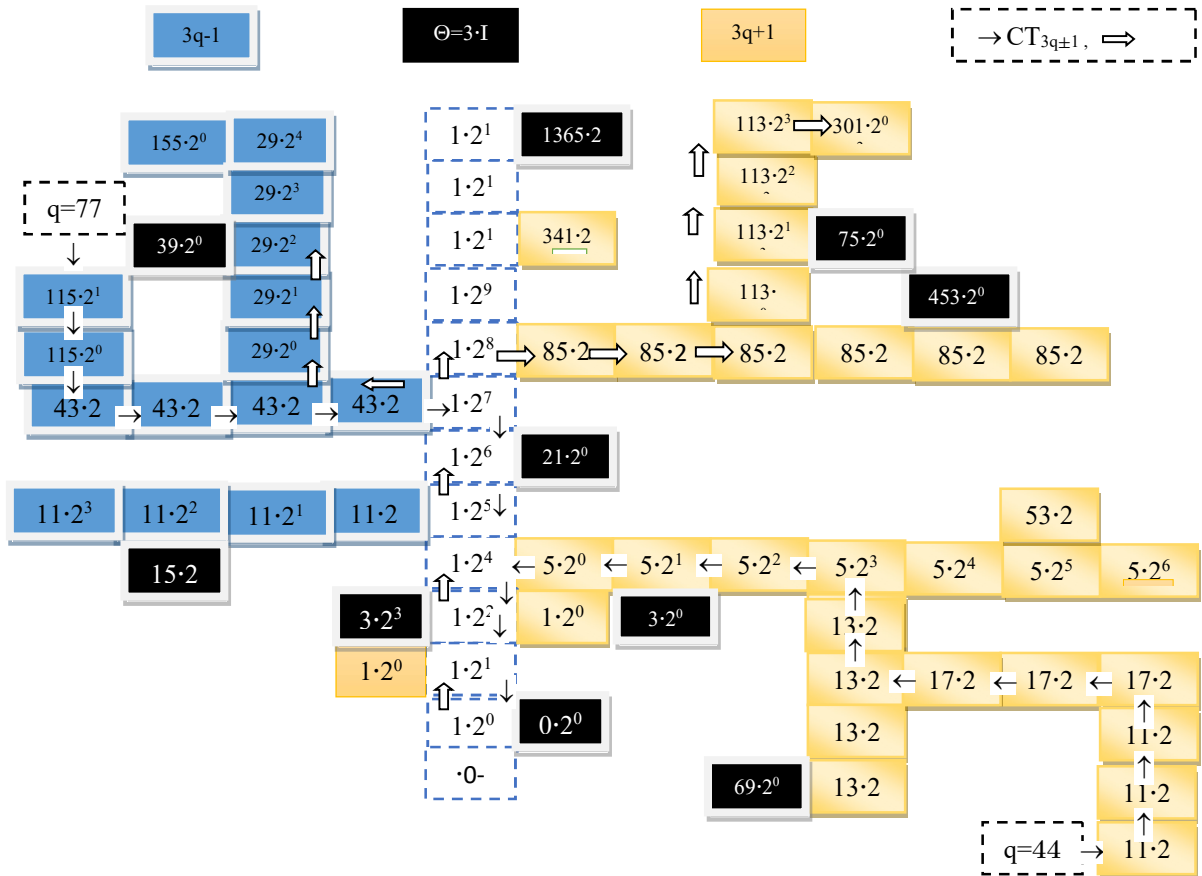 3q-1
Θ=3·I
3q+1
→CT₃q±₁ , ⇨
155·2⁰ 29·2⁴ 1·2¹ 1365·2 113·2³ ⇨ 301·2⁰
29·2³ 1·2¹ ⇧ 113·2²
q=77
↓ 39·2⁰ 29·2² ⇧ 1·2¹ 341·2 ⇧ 113·2¹ 75·2⁰
115·2¹ 29·2¹ 1·2⁹ ⇧ 113· 453·2⁰
↓ ⇧
115·2⁰ 29·2⁰ 1·2⁸ ⇨ 85·2 ⇨ 85·2 ⇨ 85·2 85·2 85·2 85·2
↓ ⇧ ⇧ ⇦
43·2 → 43·2 → 43·2 → 43·2 → 1·2⁷
↓
⇧ 1·2⁶ 21·2⁰
11·2³ 11·2² 11·2¹ 11·2 1·2⁵ ↓ 53·2
15·2 1·2⁴ ← 5·2⁰ ← 5·2¹ ← 5·2² ← 5·2³ 5·2⁴ 5·2⁵ 5·2⁶
⇧ ↓ ↑
3·2³ 1·2² ↓ 1·2⁰ 3·2⁰ 13·2
↑
1·2⁰ 1·2¹ 13·2 ← 17·2 ← 17·2 ← 17·2
⇧ ↓ ↑
1·2⁰ 0·2⁰ 13·2 11·2
↑
·0- 69·2⁰ 13·2 11·2
↑
q=44 → 11·2